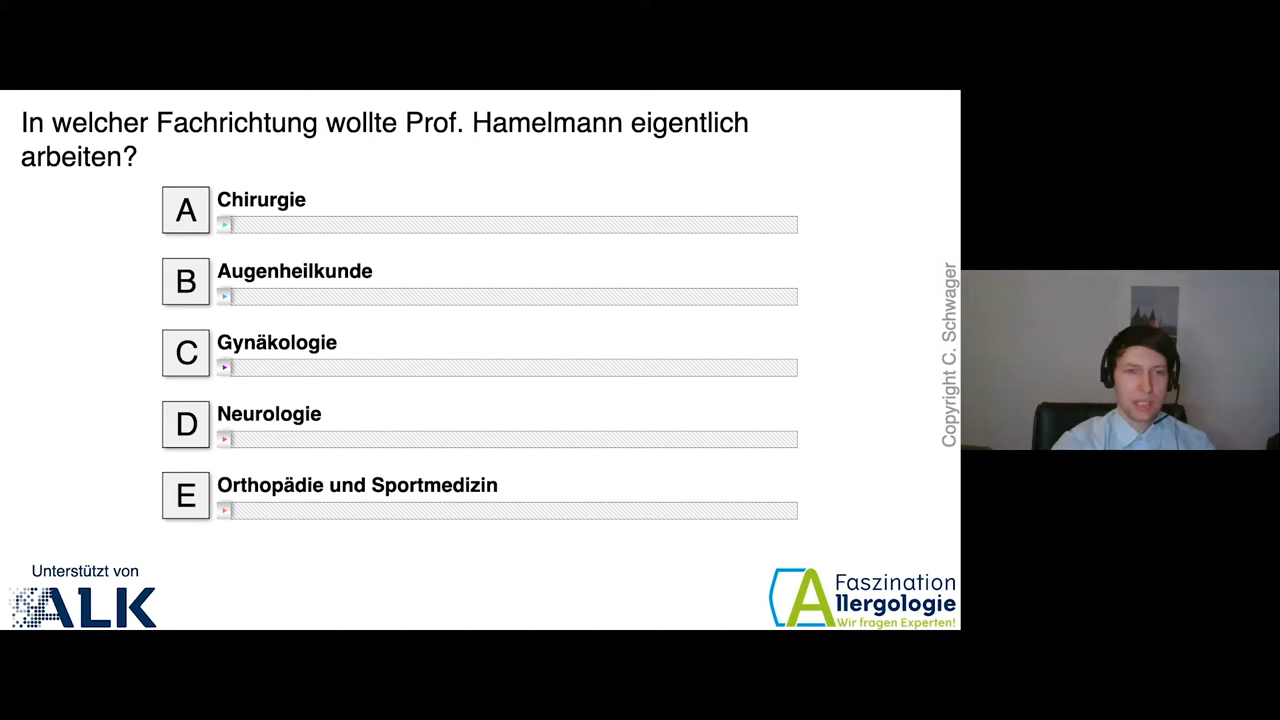 In welcher Fachrichtung wollte Prof. Hamelmann eigentlich
arbeiten?
A Chirurgie
B Augenheilkunde
C Gynäkologie
D Neurologie
E Orthopädie und Sportmedizin
Copyright C. Schwager
Unterstützt von
ALK
Faszination
Allergologie
Wir fragen Experten!